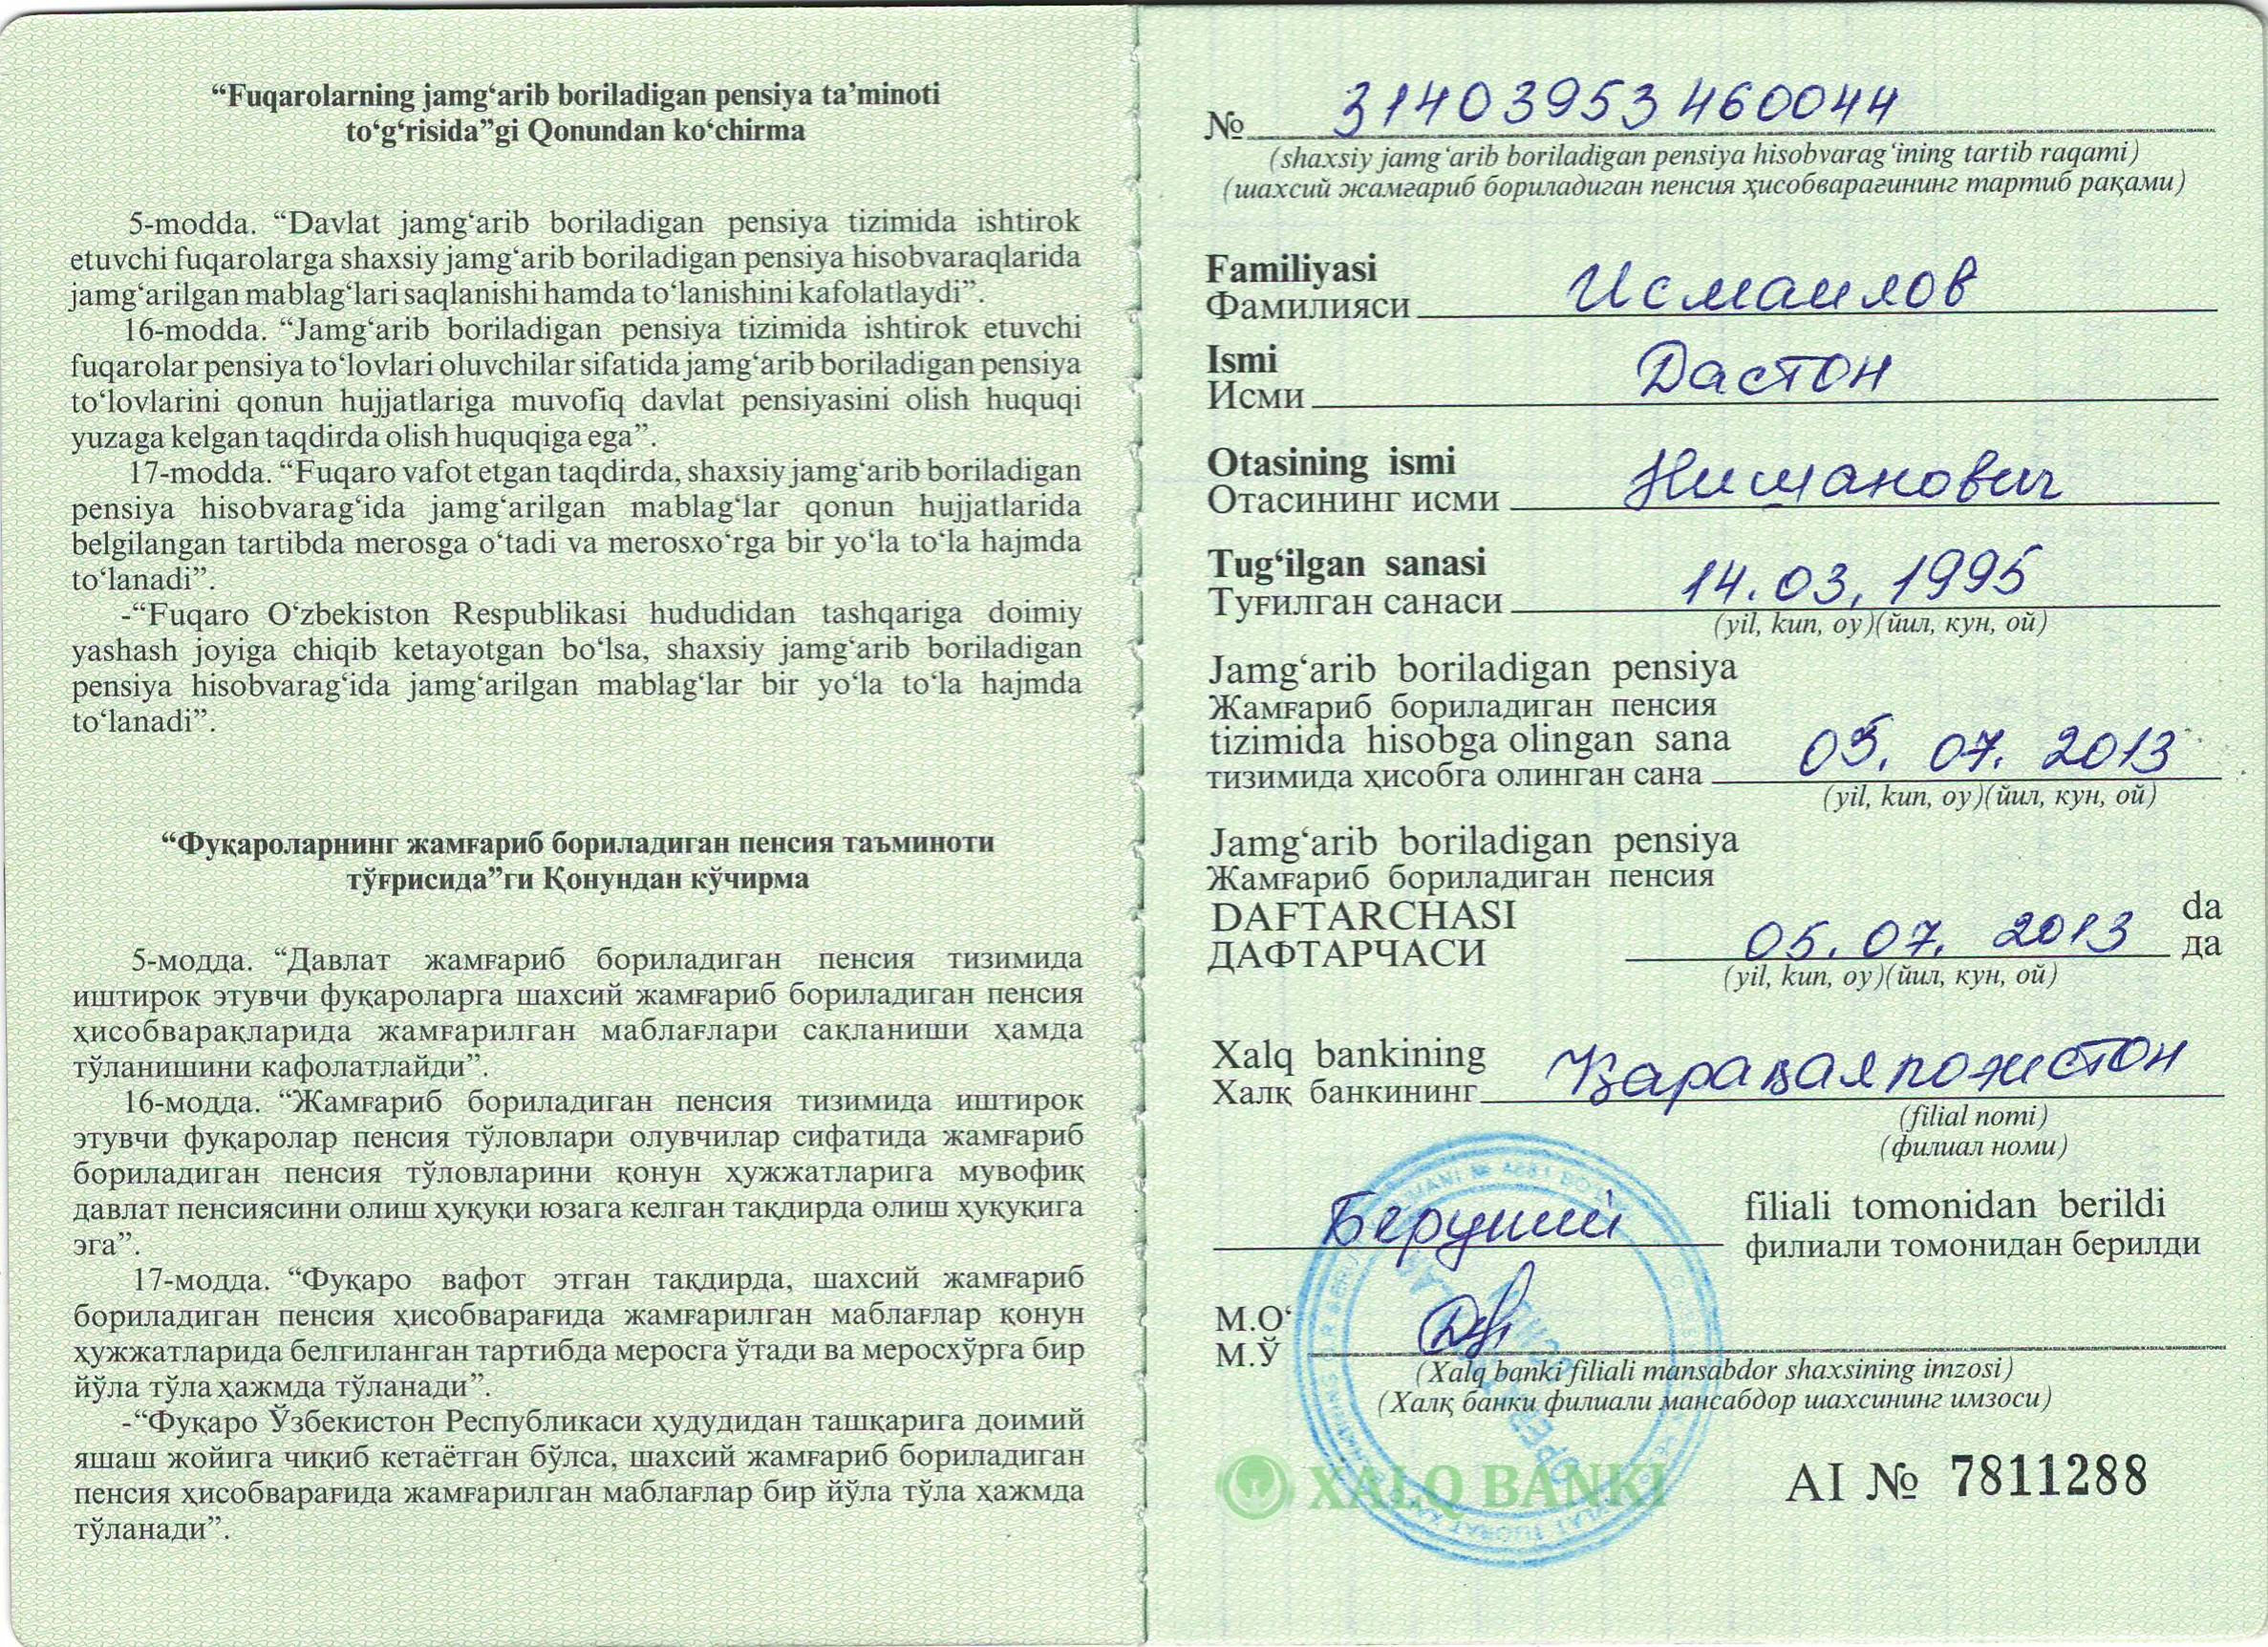 “Fuqarolarning jamg‘arib boriladigan pensiya ta’minoti
to‘g‘risida”gi Qonundan ko‘chirma
5-modda. “Davlat jamg‘arib boriladigan pensiya tizimida ishtirok
etuvchi fuqarolarga shaxsiy jamg‘arib boriladigan pensiya hisobvaraqlarida
jamg‘arilgan mablag‘lari saqlanishi hamda to‘lanishini kafolatlaydi”.
16-modda. “Jamg‘arib boriladigan pensiya tizimida ishtirok etuvchi
fuqarolar pensiya to‘lovlari oluvchilar sifatida jamg‘arib boriladigan pensiya
to‘lovlarini qonun hujjatlariga muvofiq davlat pensiyasini olish huquqi
yuzaga kelgan taqdirda olish huquqiga ega”.
17-modda. “Fuqaro vafot etgan taqdirda, shaxsiy jamg‘arib boriladigan
pensiya hisobvarag‘ida jamg‘arilgan mablag‘lar qonun hujjatlarida
belgilangan tartibda merosga o‘tadi va merosxo‘rga bir yo‘la to‘la hajmda
to‘lanadi”.
-“Fuqaro O‘zbekiston Respublikasi hududidan tashqariga doimiy
yashash joyiga chiqib ketayotgan bo‘lsa, shaxsiy jamg‘arib boriladigan
pensiya hisobvarag‘ida jamg‘arilgan mablag‘lar bir yo‘la to‘la hajmda
to‘lanadi”.
“Фуқароларнинг жамғариб бориладиган пенсия таъминоти
тўғрисида”ги Қонундан кўчирма
5-модда. “Давлат жамғариб бориладиган пенсия тизимида
иштирок этувчи фуқароларга шахсий жамғариб бориладиган пенсия
ҳисобварақларида жамғарилган маблағлари сақланиши ҳамда
тўланишини кафолатлайди”.
16-модда. “Жамғариб бориладиган пенсия тизимида иштирок
этувчи фуқаролар пенсия тўловлари олувчилар сифатида жамғариб
бориладиган пенсия тўловларини қонун ҳужжатларига мувофиқ
давлат пенсиясини олиш ҳуқуқи юзага келган тақдирда олиш ҳуқуқига
эга”.
17-модда. “Фуқаро вафот этган тақдирда, шахсий жамғариб
бориладиган пенсия ҳисобварағида жамғарилган маблағлар қонун
ҳужжатларида белгиланган тартибда меросга ўтади ва меросхўрга бир
йўла тўла ҳажмда тўланади”.
-“Фуқаро Ўзбекистон Республикаси ҳудудидан ташқарига доимий
яшаш жойига чиқиб кетаётган бўлса, шахсий жамғариб бориладиган
пенсия ҳисобварағида жамғарилган маблағлар бир йўла тўла ҳажмда
тўланади”.
№ 31403953460044
(shaxsiy jamg‘arib boriladigan pensiya hisobvarag‘ining tartib raqami)
(шахсий жамғариб бориладиган пенсия ҳисобварағининг тартиб рақами)
Familiyasi
Фамилияси Исмаилов
Ismi
Исми Дастон
Otasining ismi
Отасининг исми Нишанович
Tug‘ilgan sanasi
Туғилган санаси 14.03.1995
(yil, kun, oy)(йил, кун, ой)
Jamg‘arib boriladigan pensiya
Жамғариб бориладиган пенсия
tizimida hisobga olingan sana
тизимида ҳисобга олинган сана 05.07.2013
(yil, kun, oy)(йил, кун, ой)
Jamg‘arib boriladigan pensiya
Жамғариб бориладиган пенсия
DAFTARCHASI da
ДАФТАРЧАСИ 05.07.2013 да
(yil, kun, oy)(йил, кун, ой)
Xalq bankining
Халқ банкининг Қарақалпоғистон
(filial nomi)
(филиал номи)
Беруний filiali tomonidan berildi
филиали томонидан берилди
M.O‘
М.Ў
(Xalq banki filiali mansabdor shaxsining imzosi)
(Халқ банки филиали мансабдор шахсининг имзоси)
XALQ BANKI AI № 7811288